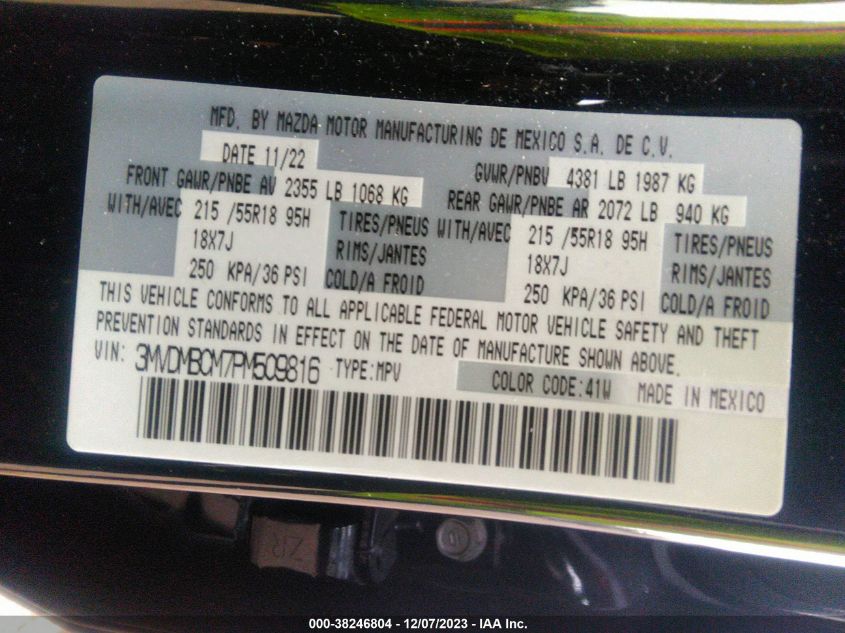 MFD. BY MAZDA MOTOR MANUFACTURING DE MEXICO S.A. DE C.V.
DATE 11/22 GVWR/PNBV 4381 LB 1987 KG
FRONT GAWR/PNBE AV 2355 LB 1068 KG REAR GAWR/PNBE AR 2072 LB 940 KG
WITH/AVEC 215 /55R18 95H TIRES/PNEUS WITH/AVEC 215 /55R18 95H TIRES/PNEUS
18X7J RIMS/JANTES 18X7J RIMS/JANTES
250 KPA/36 PSI COLD/A FROID 250 KPA/36 PSI COLD/A FROID
THIS VEHICLE CONFORMS TO ALL APPLICABLE FEDERAL MOTOR VEHICLE SAFETY AND THEFT
PREVENTION STANDARDS IN EFFECT ON THE DATE OF MANUFACTURE SHOWN ABOVE.
VIN: 3MVDMBCM7PM509816 TYPE:MPV COLOR CODE:41W MADE IN MEXICO
ZR
000-38246804 - 12/07/2023 - IAA Inc.